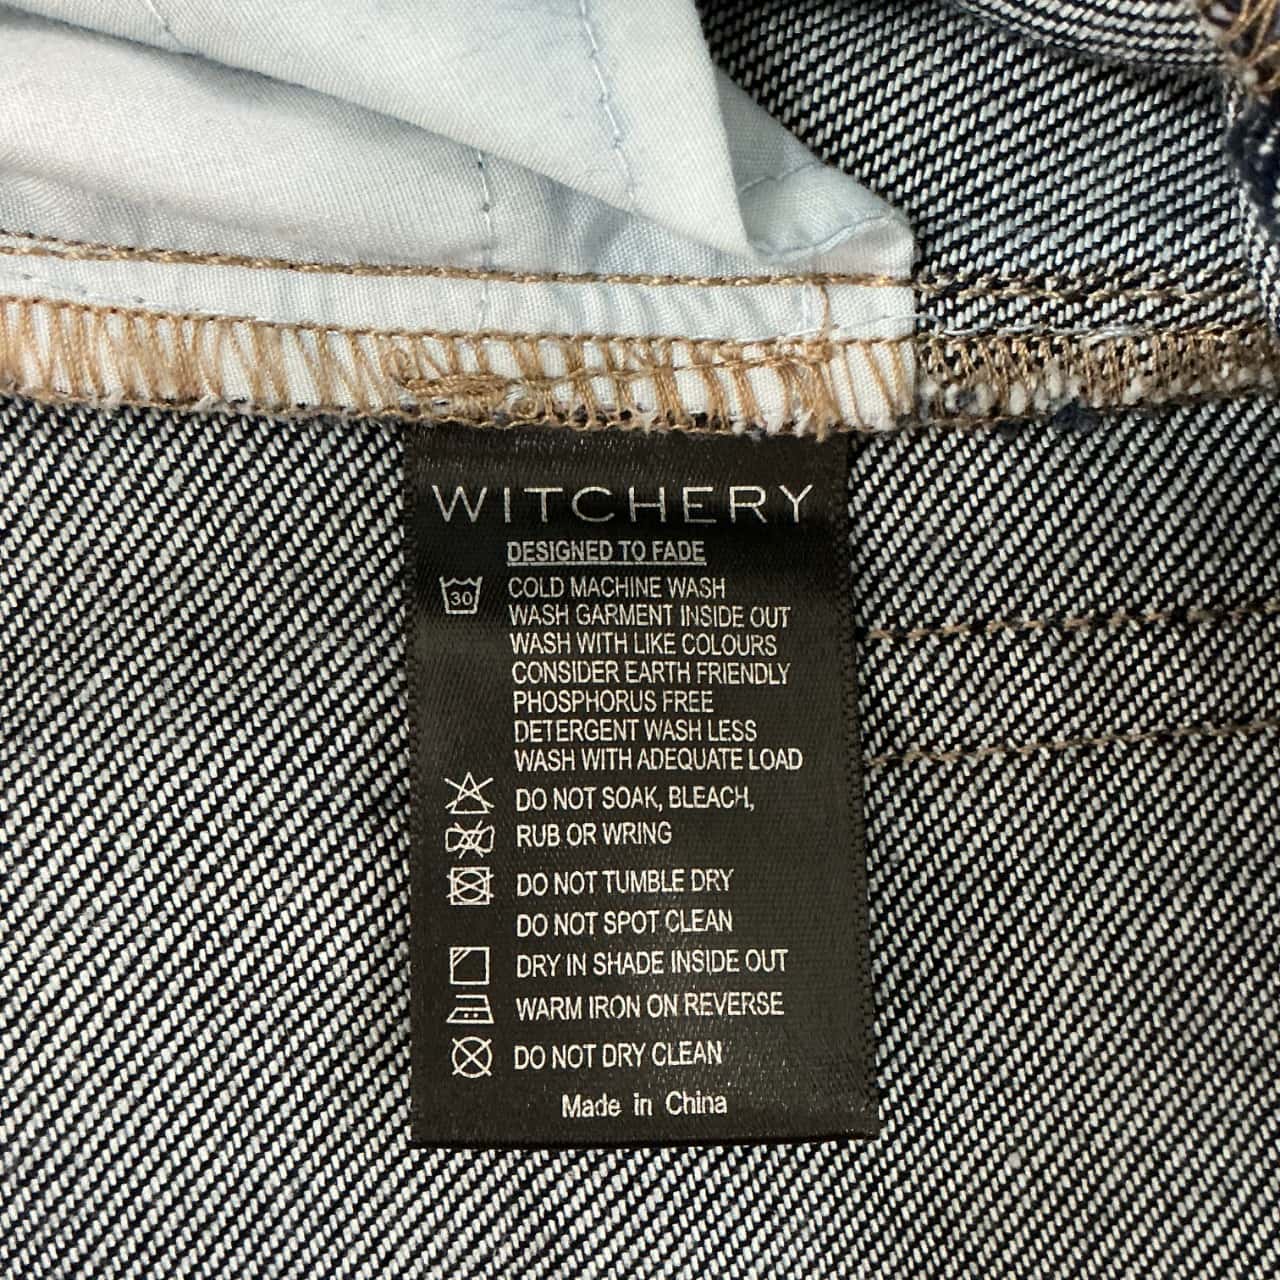 WITCHERY
DESIGNED TO FADE
30 COLD MACHINE WASH
WASH GARMENT INSIDE OUT
WASH WITH LIKE COLOURS
CONSIDER EARTH FRIENDLY
PHOSPHORUS FREE
DETERGENT WASH LESS
WASH WITH ADEQUATE LOAD
DO NOT SOAK, BLEACH,
RUB OR WRING
DO NOT TUMBLE DRY
DO NOT SPOT CLEAN
DRY IN SHADE INSIDE OUT
WARM IRON ON REVERSE
DO NOT DRY CLEAN
Made in China